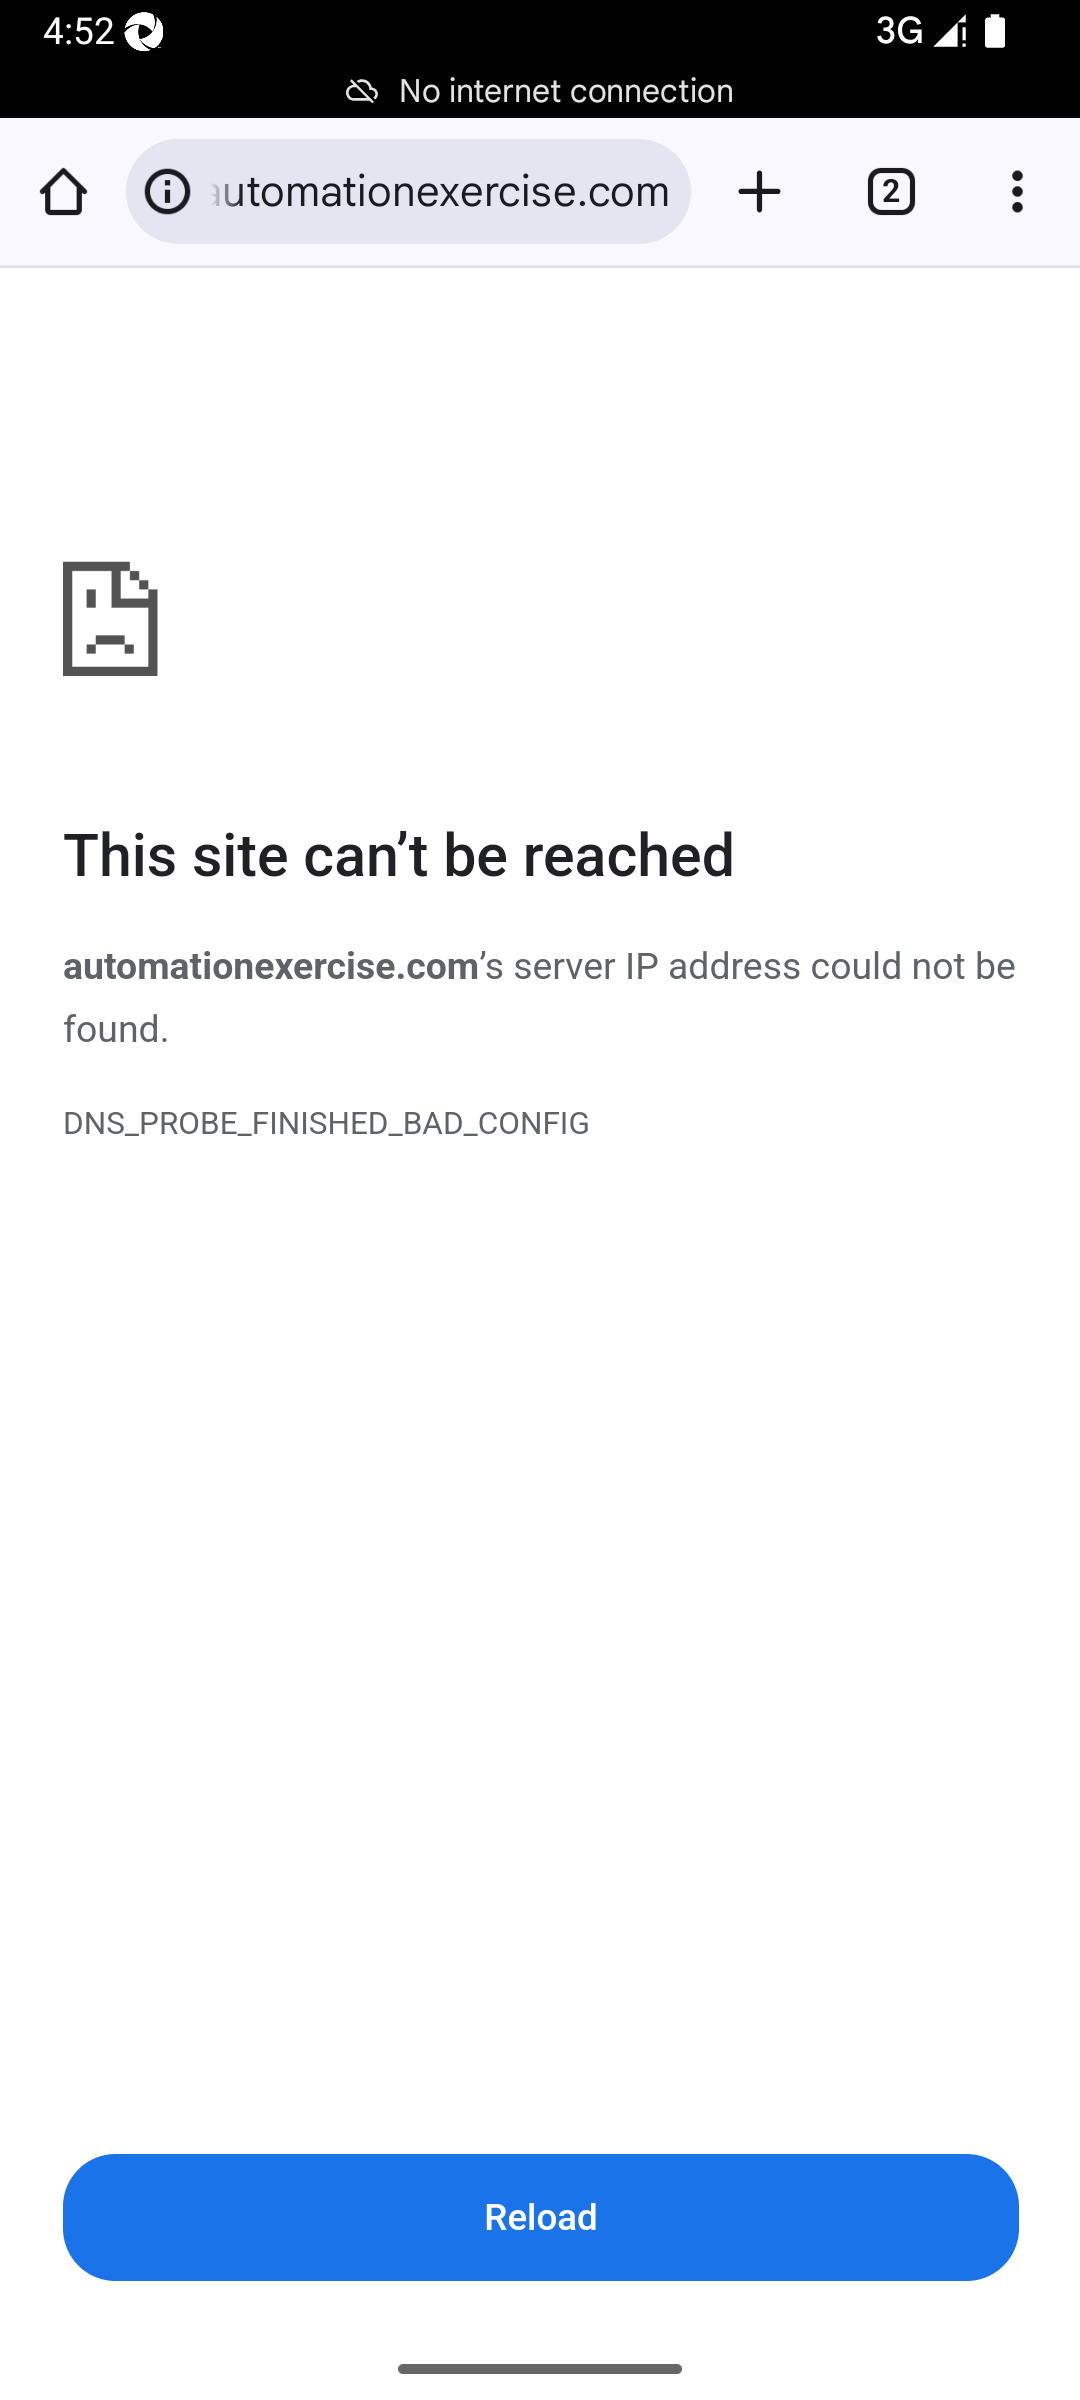 4:52
3G
No internet connection
automationexercise.com
2
This site can’t be reached
automationexercise.com’s server IP address could not be
found.
DNS_PROBE_FINISHED_BAD_CONFIG
Reload